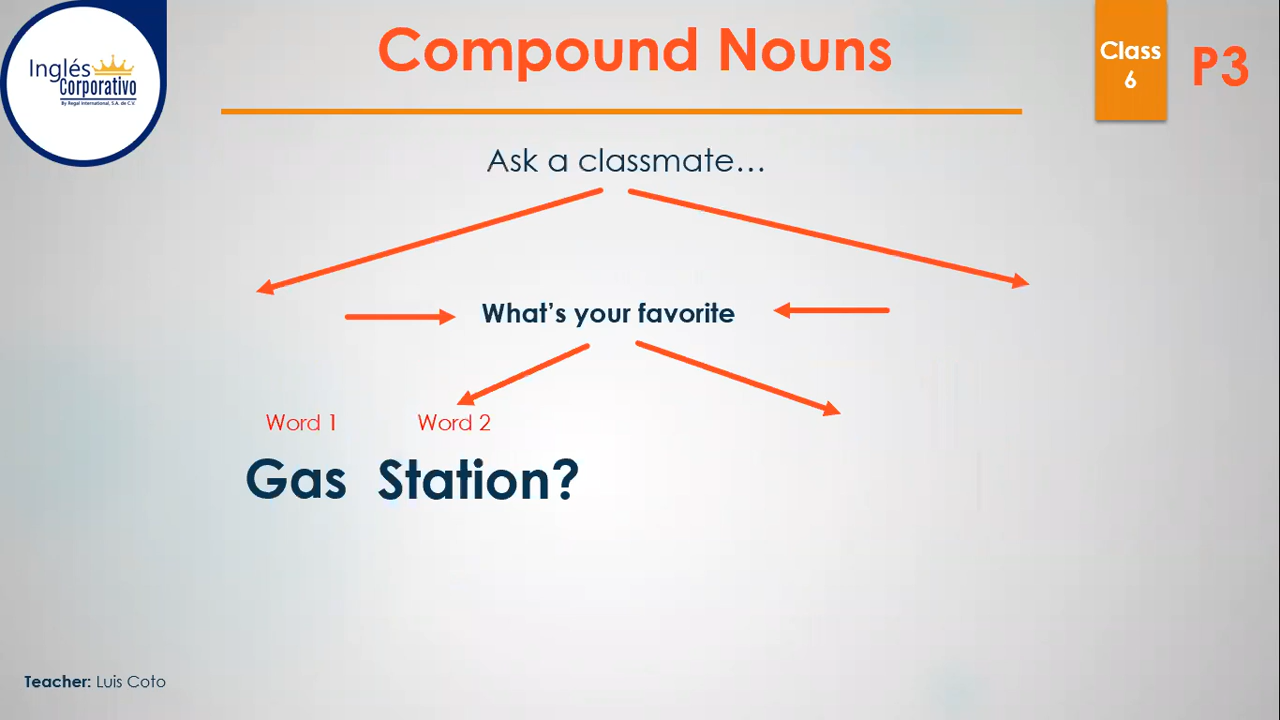 Inglés
Corporativo
By Regal International, S.A. de C.V.
Compound Nouns
Class
6
P3
Ask a classmate...
What's your favorite
Word 1 Word 2
Gas Station?
Teacher: Luis Coto